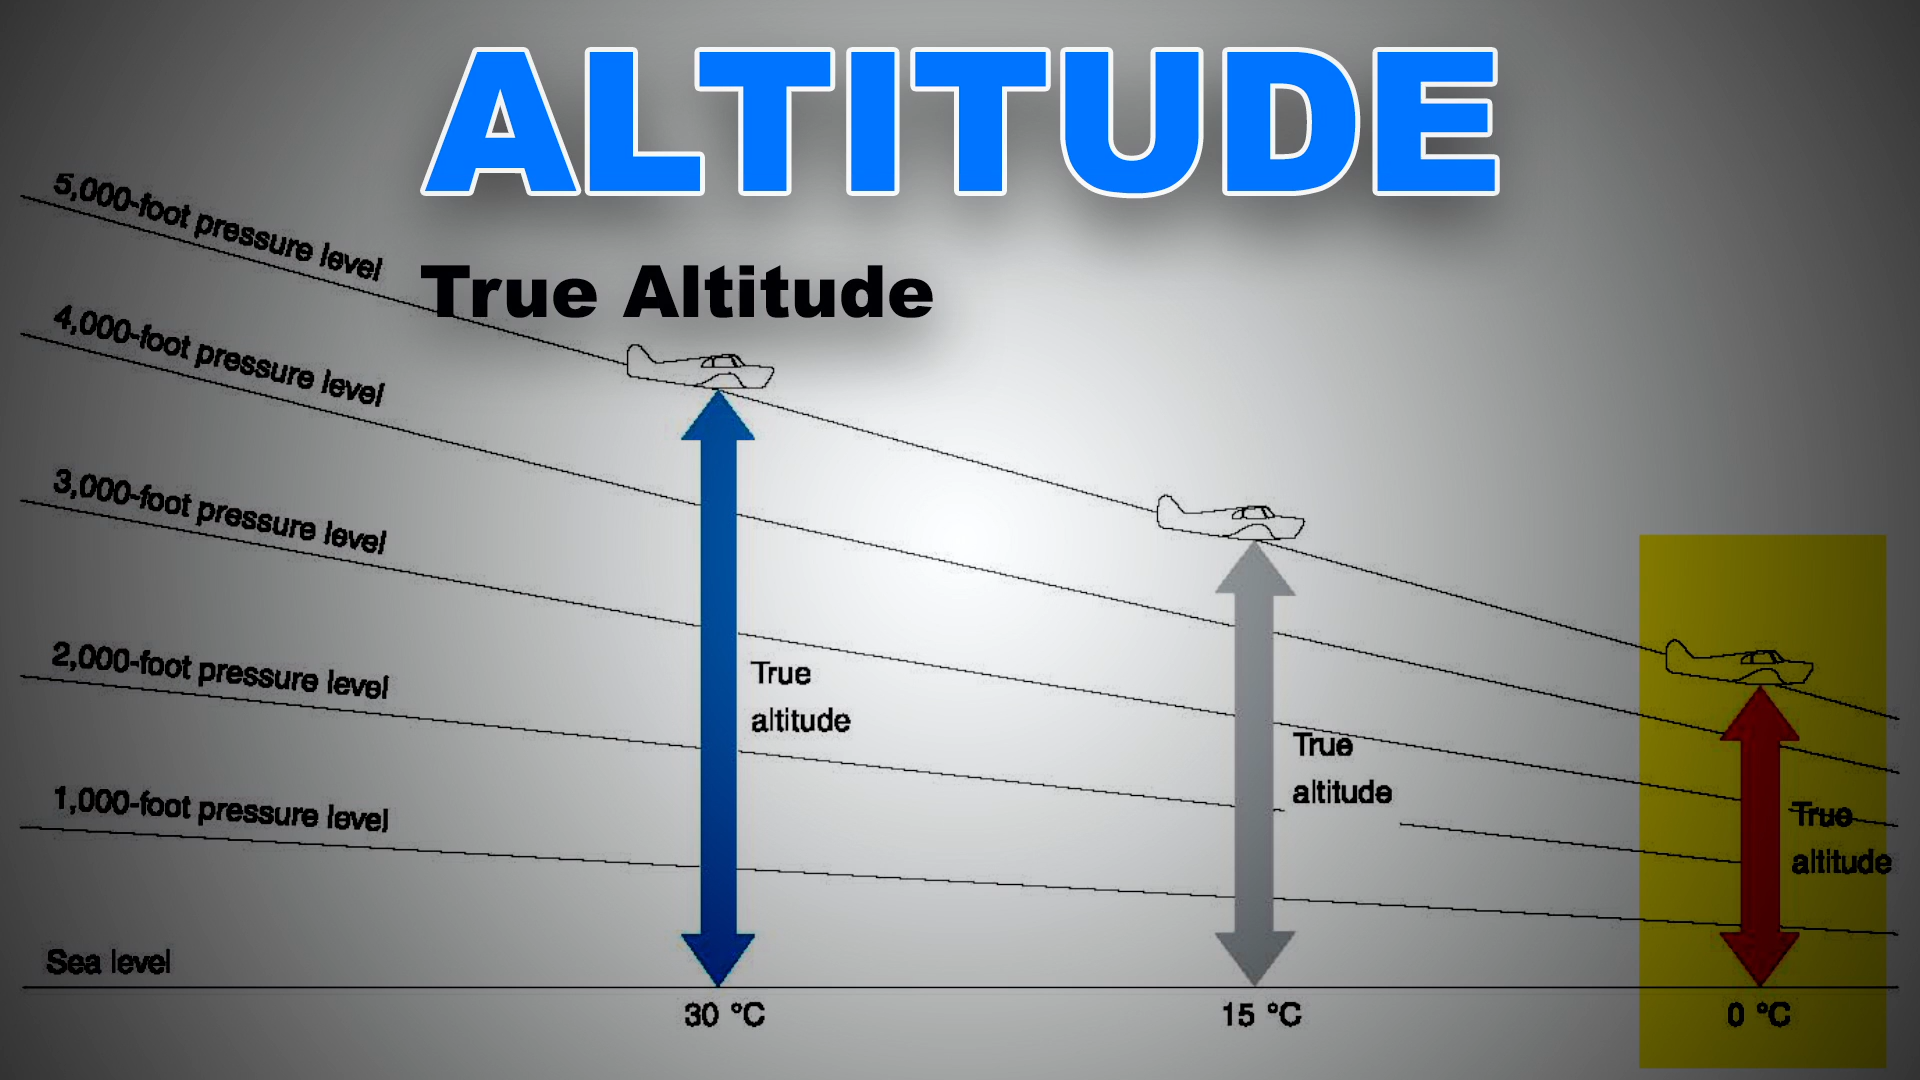 ALTITUDE
True Altitude
5,000-foot pressure level
4,000-foot pressure level
3,000-foot pressure level
2,000-foot pressure level
1,000-foot pressure level
Sea level
True
altitude
True
altitude
True
altitude
30 °C
15 °C
0 °C